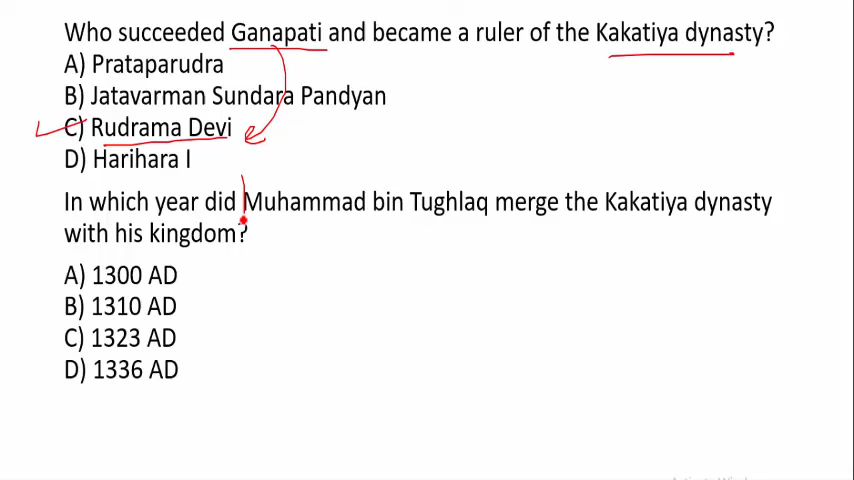 Who succeeded Ganapati and became a ruler of the Kakatiya dynasty?
A) Prataparudra
B) Jatavarman Sundara Pandyan
C) Rudrama Devi
D) Harihara I
In which year did Muhammad bin Tughlaq merge the Kakatiya dynasty
with his kingdom?
A) 1300 AD
B) 1310 AD
C) 1323 AD
D) 1336 AD